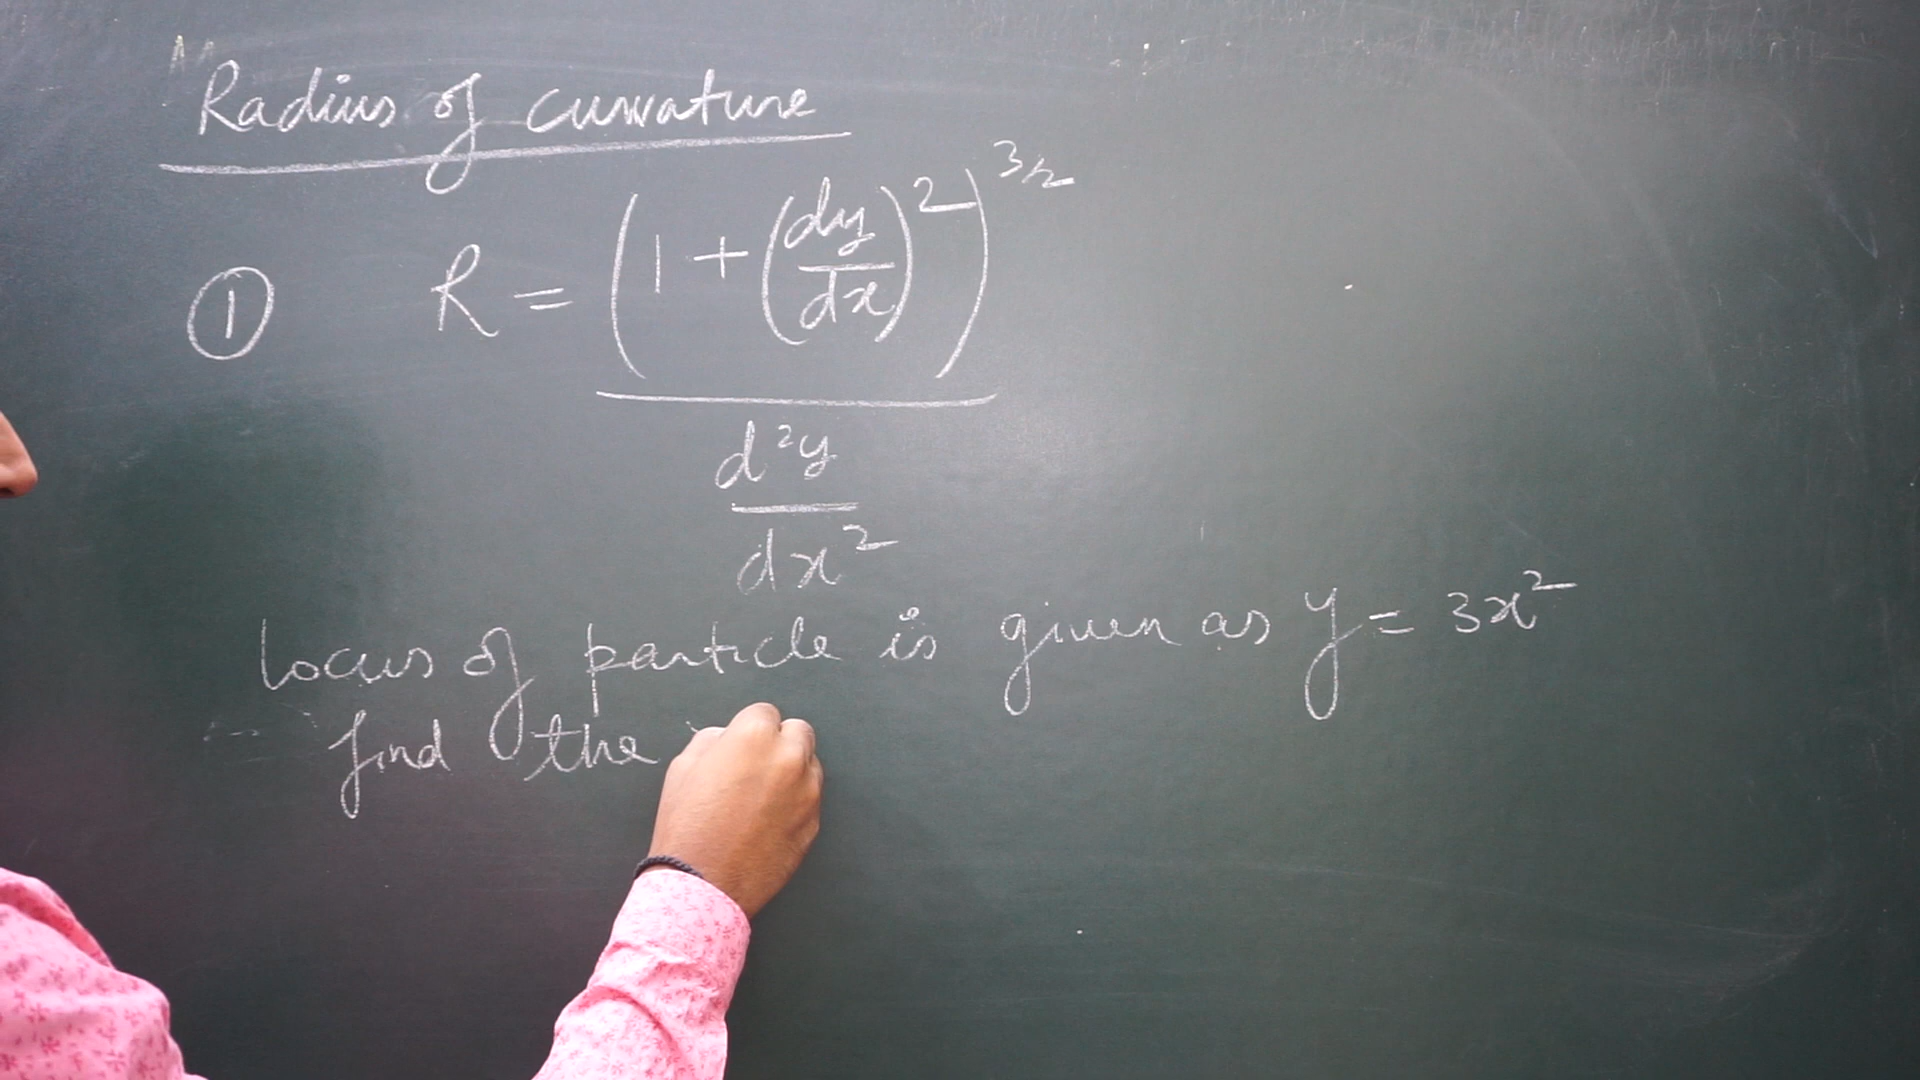 Radius of curvature
① R = (1 + (dy/dx)²)^3/2
d²y
dx²
locus of particle is given as y = 3x²
find the